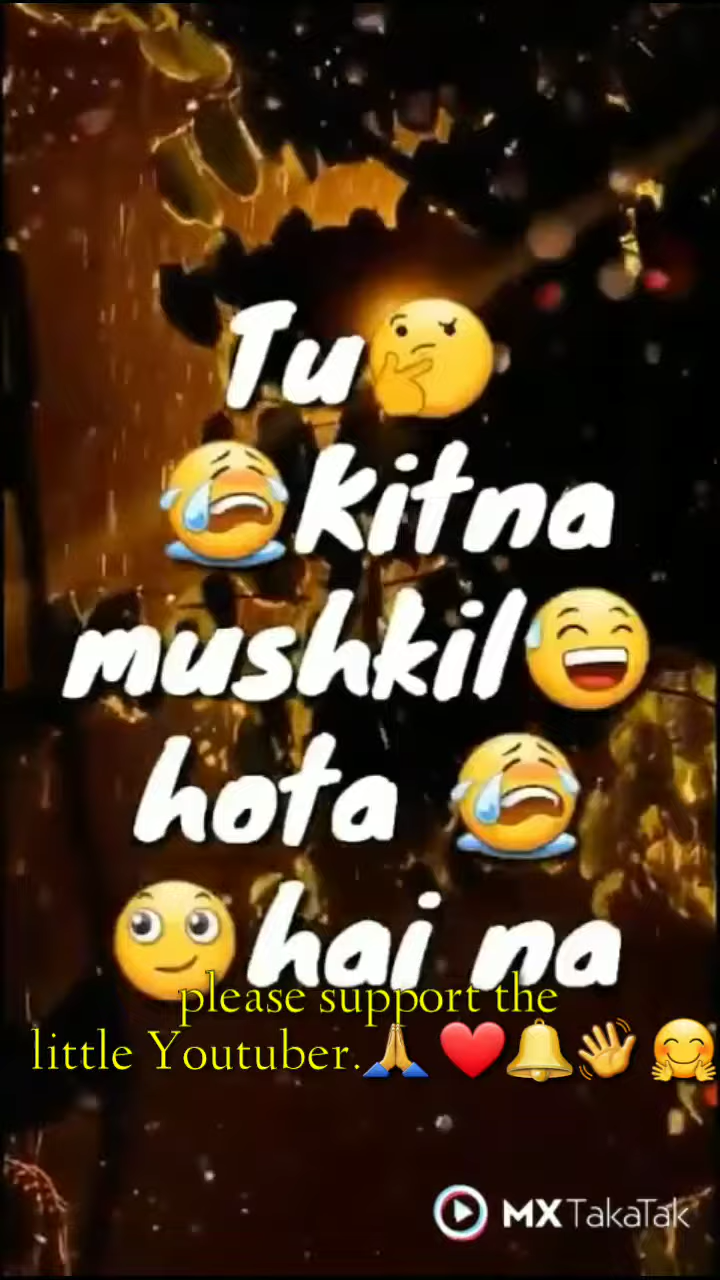 Tu🤔
😭kitna
mushkil😅
hota 😭
🙄hai na
please support the
little Youtuber.🙏❤️🔔👋🤗
MX TakaTak